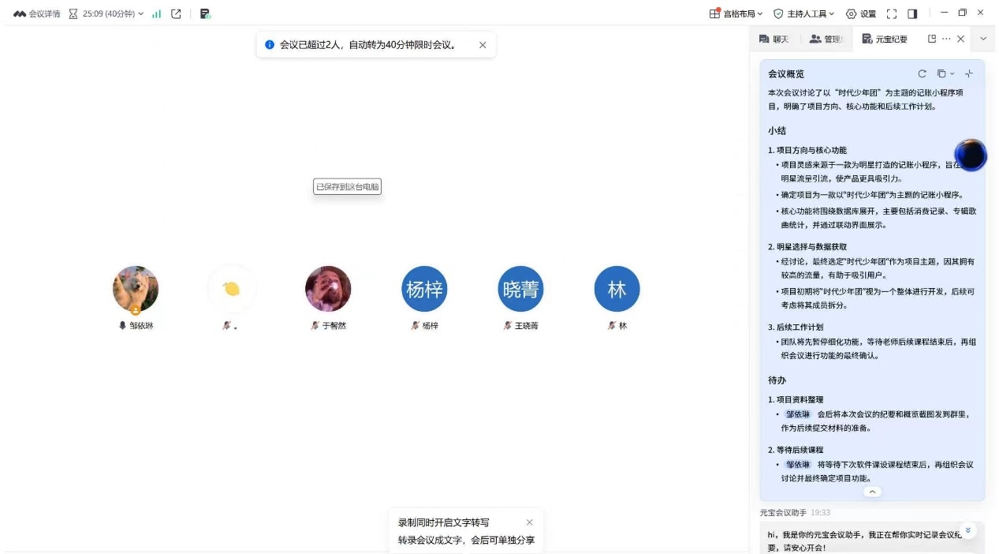 会议详情 25:09 (40分钟)
宫格布局 主持人工具 设置
会议已超过2人，自动转为40分钟限时会议。
聊天 管理 元宝纪要
已保存到这台电脑
杨梓 晓菁 林
邹依琳 。 于智然 杨梓 王晓菁 林
会议概览
本次会议讨论了以“时代少年团”为主题的记账小程序项
目，明确了项目方向、核心功能和后续工作计划。
小结
1. 项目方向与核心功能
• 项目灵感来源于一款为明星打造的记账小程序，旨在
明星流量引流，使产品更具吸引力。
• 确定项目为一款以"时代少年团"为主题的记账小程序。
• 核心功能将围绕数据库展开，主要包括消费记录、专辑歌
曲统计，并通过联动界面展示。
2. 明星选择与数据获取
• 经讨论，最终选定"时代少年团"作为项目主题，因其拥有
较高的流量，有助于吸引用户。
• 项目初期将"时代少年团"视为一个整体进行开发，后续可
考虑将其成员拆分。
3. 后续工作计划
• 团队将先暂停细化功能，等待老师后续课程结束后，再组
织会议进行功能的最终确认。
待办
1. 项目资料整理
• 邹依琳 会后将本次会议的纪要和概览截图发到群里，
作为后续提交材料的准备。
2. 等待后续课程
• 邹依琳 将等待下次软件课设课程结束后，再组织会议
讨论并最终确定项目功能。
元宝会议助手 19:33
hi，我是你的元宝会议助手，我正在帮你实时记录会议纪
要，请安心开会！
录制同时开启文字转写
转录会议成文字，会后可单独分享